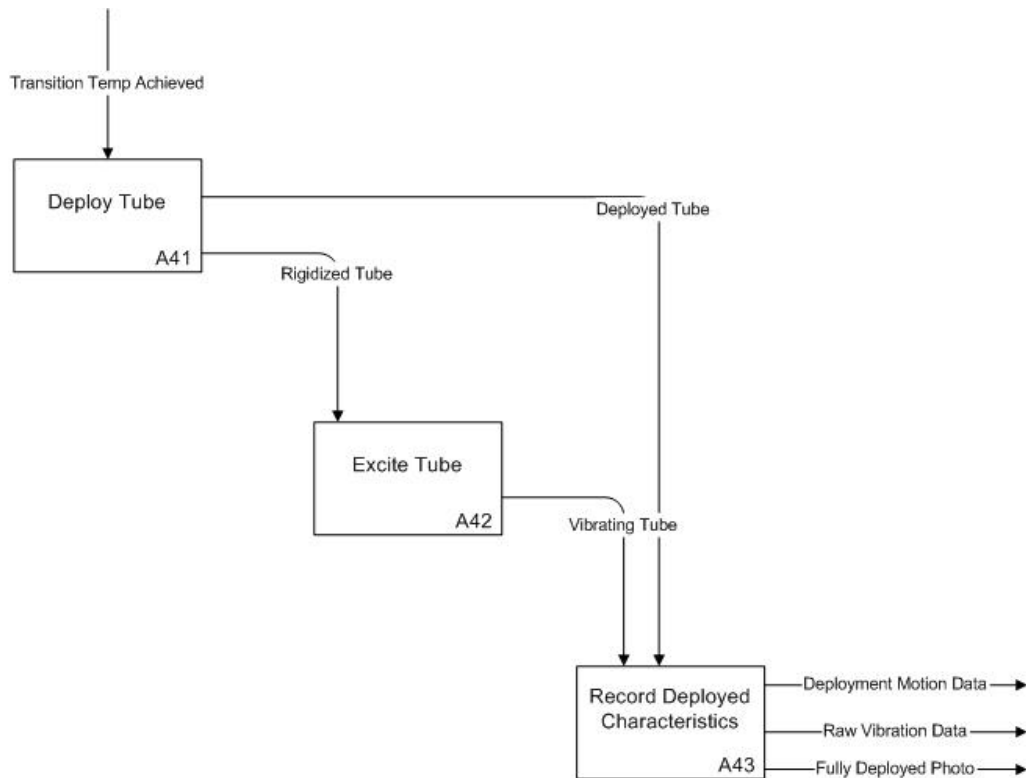 Transition Temp Achieved
Deploy Tube
A41
Deployed Tube
Rigidized Tube
Excite Tube
A42
Vibrating Tube
Record Deployed
Characteristics
A43
Deployment Motion Data
Raw Vibration Data
Fully Deployed Photo